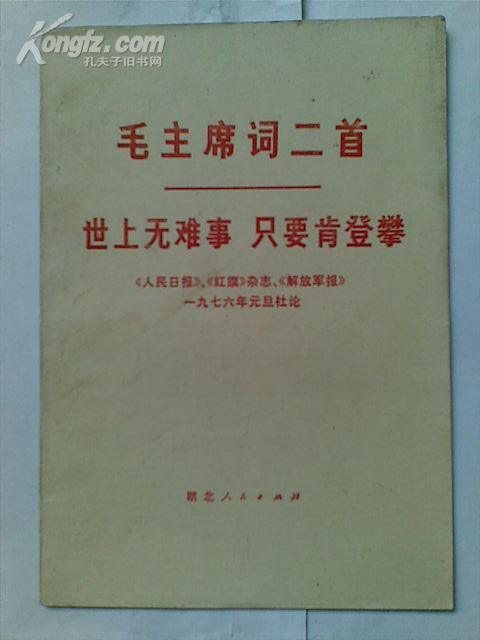 Kongfz.com
孔夫子旧书网
毛主席词二首
世上无难事 只要肯登攀
《人民日报》、《红旗》杂志、《解放军报》
一九七六年元旦社论
湖北人民出版社